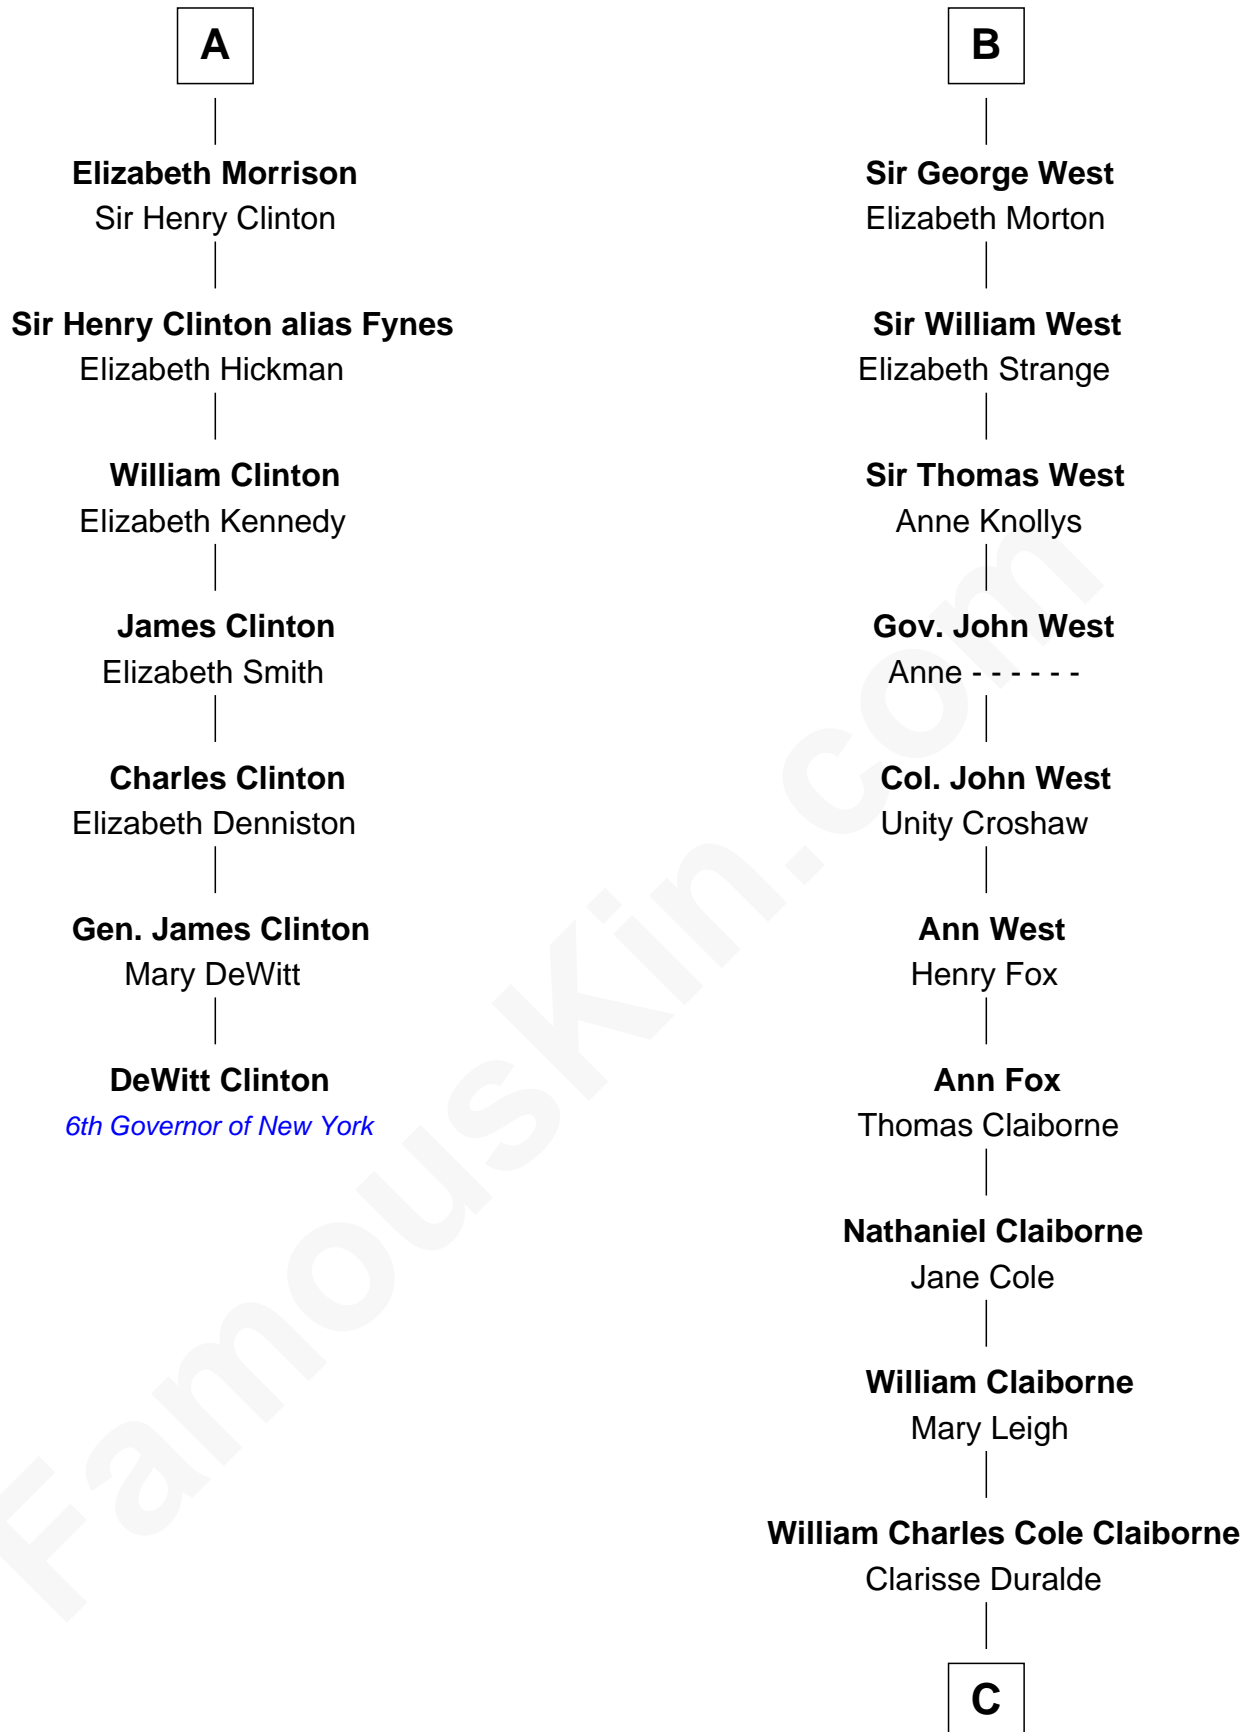 A
Elizabeth Morrison
Sir Henry Clinton
Sir Henry Clinton alias Fynes
Elizabeth Hickman
William Clinton
Elizabeth Kennedy
James Clinton
Elizabeth Smith
Charles Clinton
Elizabeth Denniston
Gen. James Clinton
Mary DeWitt
DeWitt Clinton
6th Governor of New York
B
Sir George West
Elizabeth Morton
Sir William West
Elizabeth Strange
Sir Thomas West
Anne Knollys
Gov. John West
Anne - - - - - -
Col. John West
Unity Croshaw
Ann West
Henry Fox
Ann Fox
Thomas Claiborne
Nathaniel Claiborne
Jane Cole
William Claiborne
Mary Leigh
William Charles Cole Claiborne
Clarisse Duralde
C
FamousKin.com